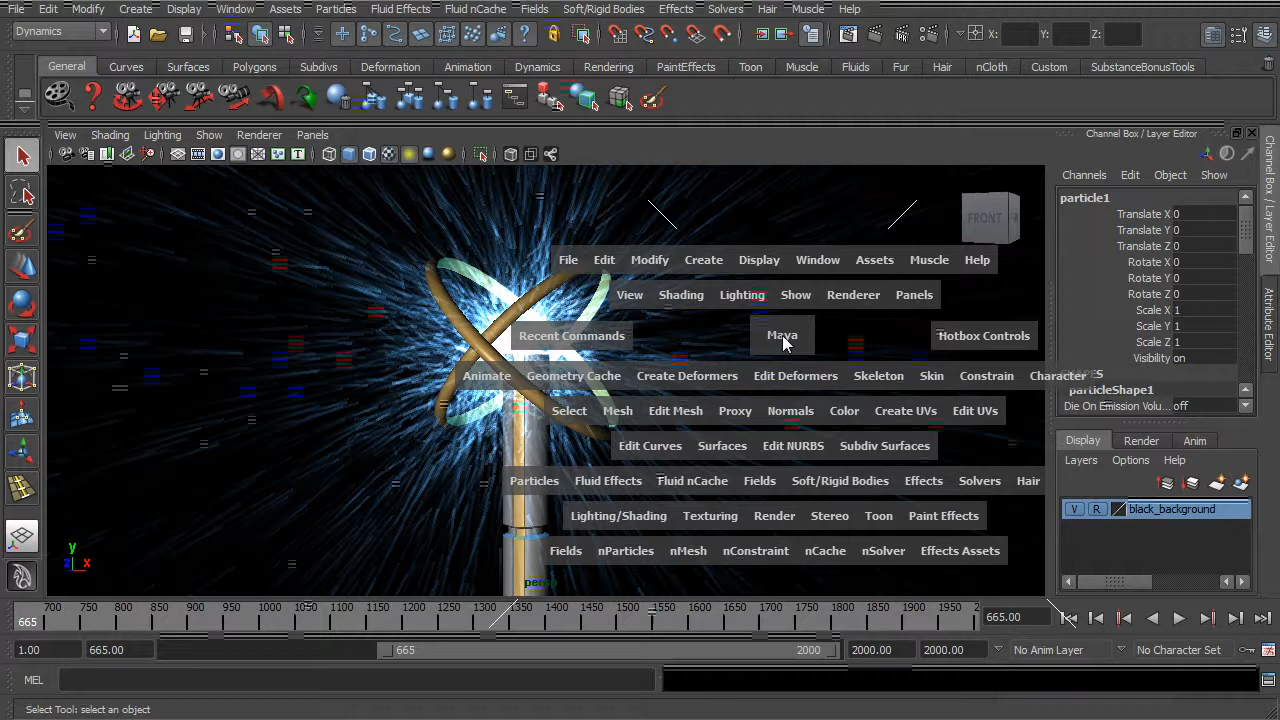 File Edit Modify Create Display Window Assets Particles Fluid Effects Fluid nCache Fields Soft/Rigid Bodies Effects Solvers Hair Muscle Help
Dynamics X: Y: Z:
General Curves Surfaces Polygons Subdivs Deformation Animation Dynamics Rendering PaintEffects Toon Muscle Fluids Fur Hair nCloth Custom SubstanceBonusTools
View Shading Lighting Show Renderer Panels
Channel Box / Layer Editor
Channels Edit Object Show
particle1
Translate X 0
Translate Y 0
Translate Z 0
Rotate X 0
Rotate Y 0
Rotate Z 0
Scale X 1
Scale Y 1
Scale Z 1
Visibility on
particleShape1
Die On Emission Volu... off
Channel Box / Layer Editor
Attribute Editor
FRONT
File Edit Modify Create Display Window Assets Muscle Help
View Shading Lighting Show Renderer Panels
Recent Commands Maya Hotbox Controls
Animate Geometry Cache Create Deformers Edit Deformers Skeleton Skin Constrain Character
Select Mesh Edit Mesh Proxy Normals Color Create UVs Edit UVs
Edit Curves Surfaces Edit NURBS Subdiv Surfaces
Particles Fluid Effects Fluid nCache Fields Soft/Rigid Bodies Effects Solvers Hair
Lighting/Shading Texturing Render Stereo Toon Paint Effects
Fields nParticles nMesh nConstraint nCache nSolver Effects Assets
y
z x
persp
Display Render Anim
Layers Options Help
V R black_background
700 750 800 850 900 950 1000 1050 1100 1150 1200 1250 1300 1350 1400 1450 1500 1550 1600 1650 1700 1750 1800 1850 1900 1950 2
665 665.00
1.00 665.00 665 2000 2000.00 2000.00 No Anim Layer No Character Set
MEL
Select Tool: select an object